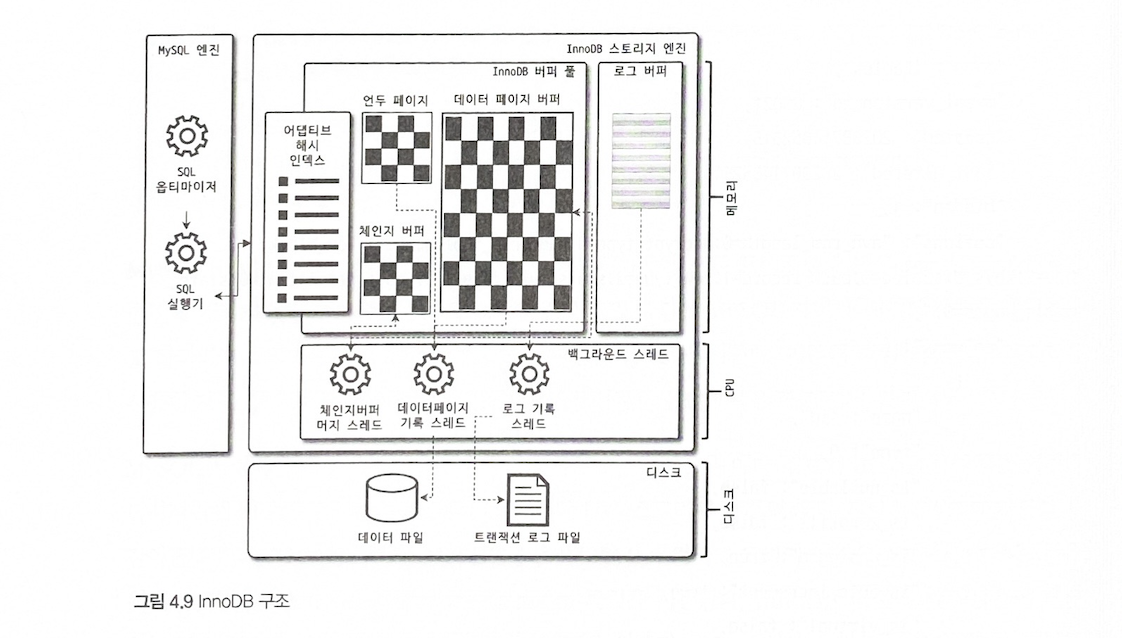 MySQL 엔진
SQL
옵티마이저
SQL
실행기
InnoDB 스토리지 엔진
InnoDB 버퍼 풀
어댑티브
해시
인덱스
언두 페이지
데이터 페이지 버퍼
체인지 버퍼
로그 버퍼
메모리
백그라운드 스레드
체인지버퍼
머지 스레드
데이터페이지
기록 스레드
로그 기록
스레드
CPU
디스크
데이터 파일
트랜잭션 로그 파일
디스크
그림 4.9 InnoDB 구조